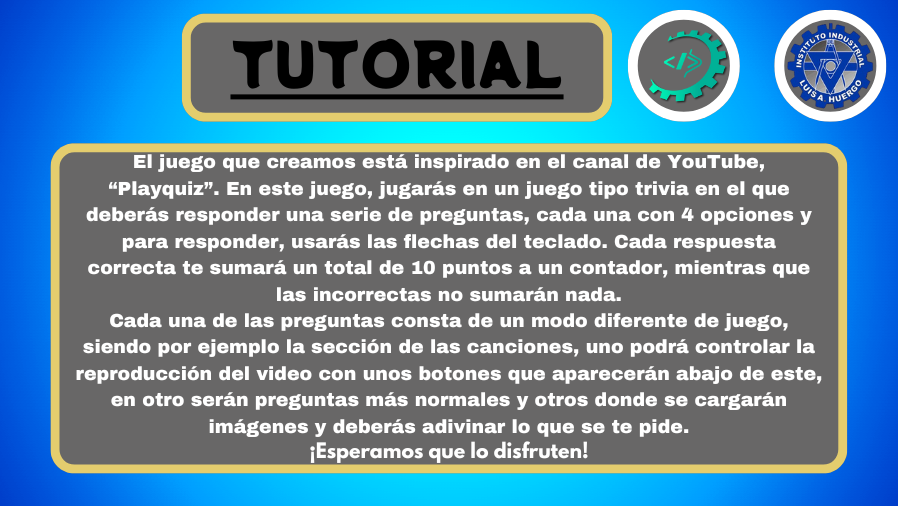 TUTORIAL
</>
INSTITUTO INDUSTRIAL
LUIS A. HUERGO
El juego que creamos está inspirado en el canal de YouTube,
“Playquiz”. En este juego, jugarás en un juego tipo trivia en el que
deberás responder una serie de preguntas, cada una con 4 opciones y
para responder, usarás las flechas del teclado. Cada respuesta
correcta te sumará un total de 10 puntos a un contador, mientras que
las incorrectas no sumarán nada.
Cada una de las preguntas consta de un modo diferente de juego,
siendo por ejemplo la sección de las canciones, uno podrá controlar la
reproducción del video con unos botones que aparecerán abajo de este,
en otro serán preguntas más normales y otros donde se cargarán
imágenes y deberás adivinar lo que se te pide.
¡Esperamos que lo disfruten!